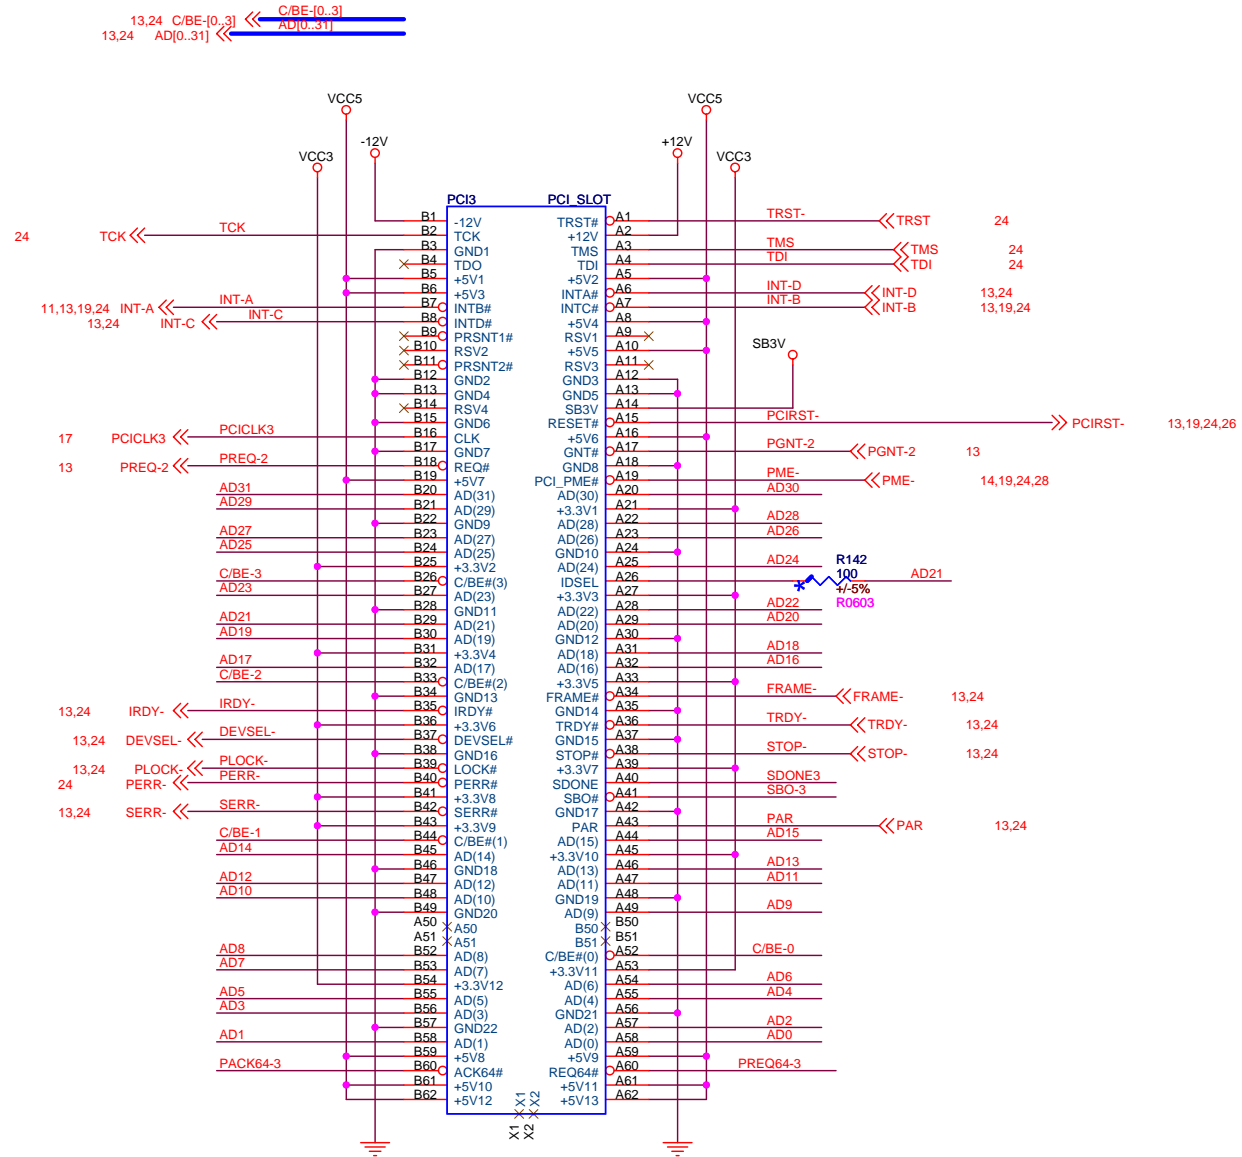 C/BE-[0..3]
13,24 C/BE-[0..3]
AD[0..31]
13,24 AD[0..31]
VCC5 VCC5
-12V +12V
VCC3 VCC3
PCI3 PCI_SLOT
B1 -12V TRST# A1 TRST- TRST 24
24 TCK TCK B2 TCK +12V A2
B3 GND1 TMS A3 TMS TMS 24
B4 TDO TDI A4 TDI TDI 24
B5 +5V1 +5V2 A5
B6 +5V3 INTA# A6 INT-D INT-D 13,24
11,13,19,24 INT-A INT-A B7 INTB# INTC# A7 INT-B INT-B 13,19,24
13,24 INT-C INT-C B8 INTD# +5V4 A8
B9 PRSNT1# RSV1 A9
B10 RSV2 +5V5 A10 SB3V
B11 PRSNT2# RSV3 A11
B12 GND2 GND3 A12
B13 GND4 GND5 A13
B14 RSV4 SB3V A14
B15 GND6 RESET# A15 PCIRST- PCIRST- 13,19,24,26
17 PCICLK3 PCICLK3 B16 CLK +5V6 A16
B17 GND7 GNT# A17 PGNT-2 PGNT-2 13
13 PREQ-2 PREQ-2 B18 REQ# GND8 A18
B19 +5V7 PCI_PME# A19 PME- PME- 14,19,24,28
AD31 B20 AD(31) AD(30) A20 AD30
AD29 B21 AD(29) +3.3V1 A21
B22 GND9 AD(28) A22 AD28
AD27 B23 AD(27) AD(26) A23 AD26
AD25 B24 AD(25) GND10 A24
B25 +3.3V2 AD(24) A25 AD24 R142
C/BE-3 B26 C/BE#(3) IDSEL A26 100 AD21
AD23 B27 AD(23) +3.3V3 A27 +/-5%
B28 GND11 AD(22) A28 AD22 R0603
AD21 B29 AD(21) AD(20) A29 AD20
AD19 B30 AD(19) GND12 A30
B31 +3.3V4 AD(18) A31 AD18
AD17 B32 AD(17) AD(16) A32 AD16
C/BE-2 B33 C/BE#(2) +3.3V5 A33
B34 GND13 FRAME# A34 FRAME- FRAME- 13,24
13,24 IRDY- IRDY- B35 IRDY# GND14 A35
B36 +3.3V6 TRDY# A36 TRDY- TRDY- 13,24
13,24 DEVSEL- DEVSEL- B37 DEVSEL# GND15 A37
B38 GND16 STOP# A38 STOP- STOP- 13,24
13,24 PLOCK- PLOCK- B39 LOCK# +3.3V7 A39
24 PERR- PERR- B40 PERR# SDONE A40 SDONE3
B41 +3.3V8 SBO# A41 SBO-3
13,24 SERR- SERR- B42 SERR# GND17 A42
B43 +3.3V9 PAR A43 PAR PAR 13,24
C/BE-1 B44 C/BE#(1) AD(15) A44 AD15
AD14 B45 AD(14) +3.3V10 A45
B46 GND18 AD(13) A46 AD13
AD12 B47 AD(12) AD(11) A47 AD11
AD10 B48 AD(10) GND19 A48
B49 GND20 AD(9) A49 AD9
A50 A50 B50 B50
A51 A51 B51 B51
AD8 B52 AD(8) C/BE#(0) A52 C/BE-0
AD7 B53 AD(7) +3.3V11 A53
B54 +3.3V12 AD(6) A54 AD6
AD5 B55 AD(5) AD(4) A55 AD4
AD3 B56 AD(3) GND21 A56
B57 GND22 AD(2) A57 AD2
AD1 B58 AD(1) AD(0) A58 AD0
B59 +5V8 +5V9 A59
PACK64-3 B60 ACK64# REQ64# A60 PREQ64-3
B61 +5V10 +5V11 A61
B62 +5V12 +5V13 A62
X1 X2
X1 X2